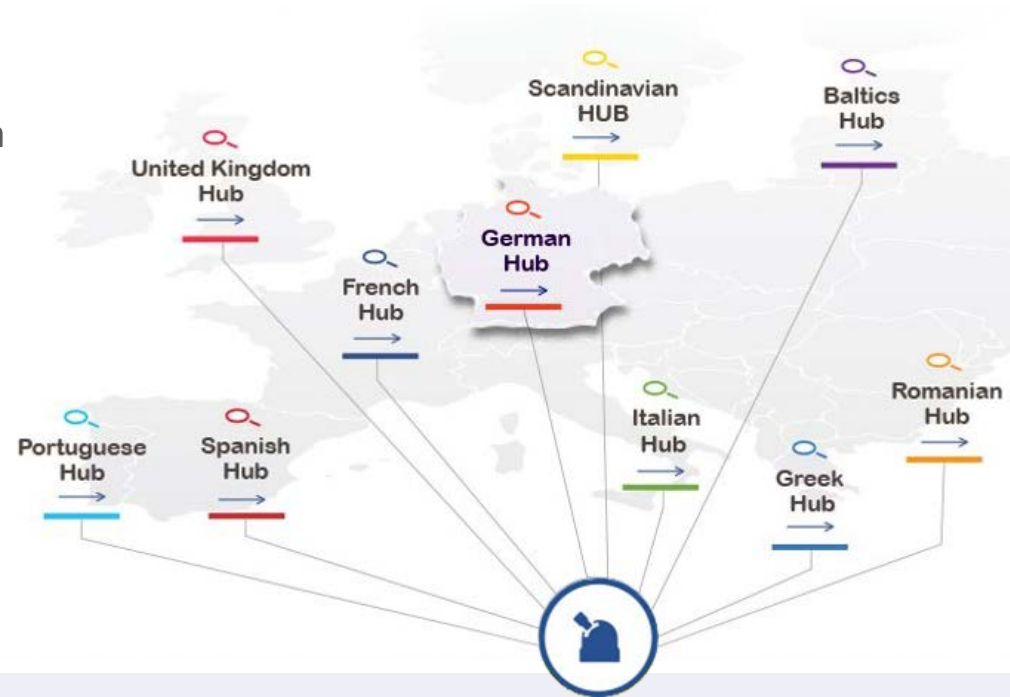 Scandinavian
HUB
Baltics
Hub
United Kingdom
Hub
German
Hub
French
Hub
Romanian
Hub
Italian
Hub
Portuguese
Hub
Spanish
Hub
Greek
Hub